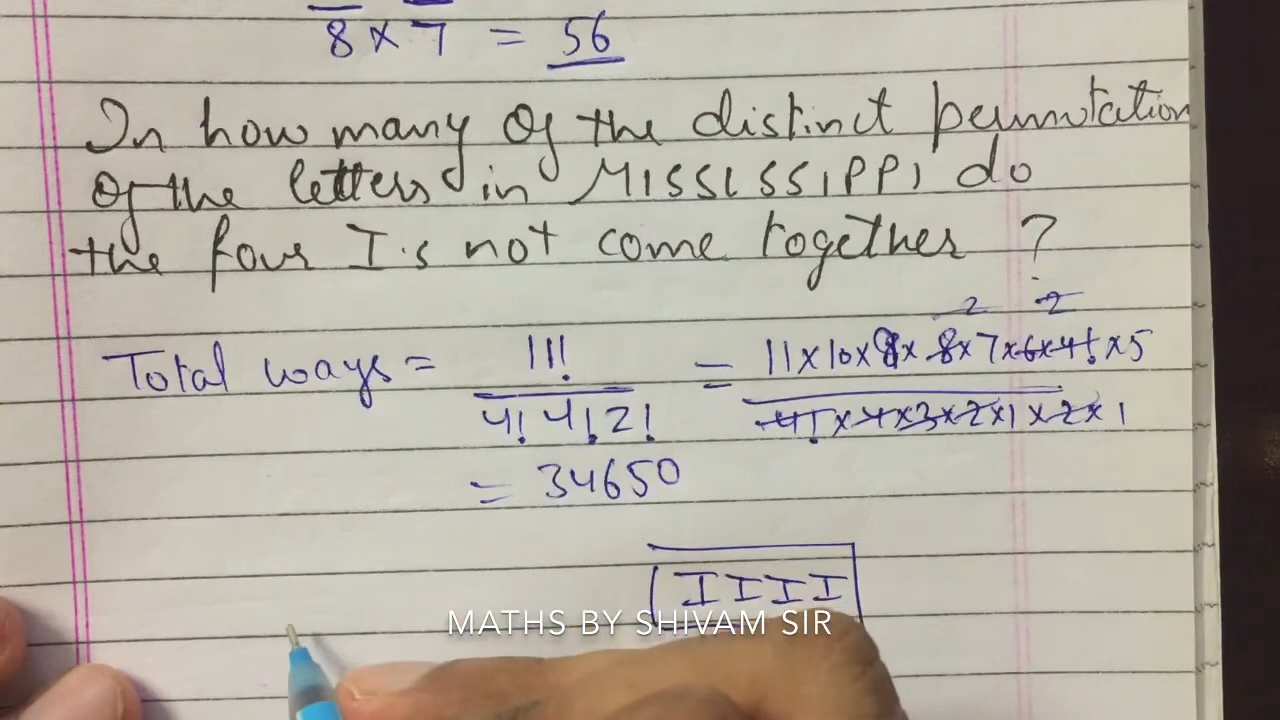 8 × 7 = 56
In how many of the distinct permutation
of the letters in MISSISSIPPI do
the four I's not come together ?
2 2
Total ways = 11! / 4! 4! 2! = 11×10×9×8×7×6×4!×5 / 4!×4×3×2×1×2×1
= 34650
I I I I
MATHS BY SHIVAM SIR